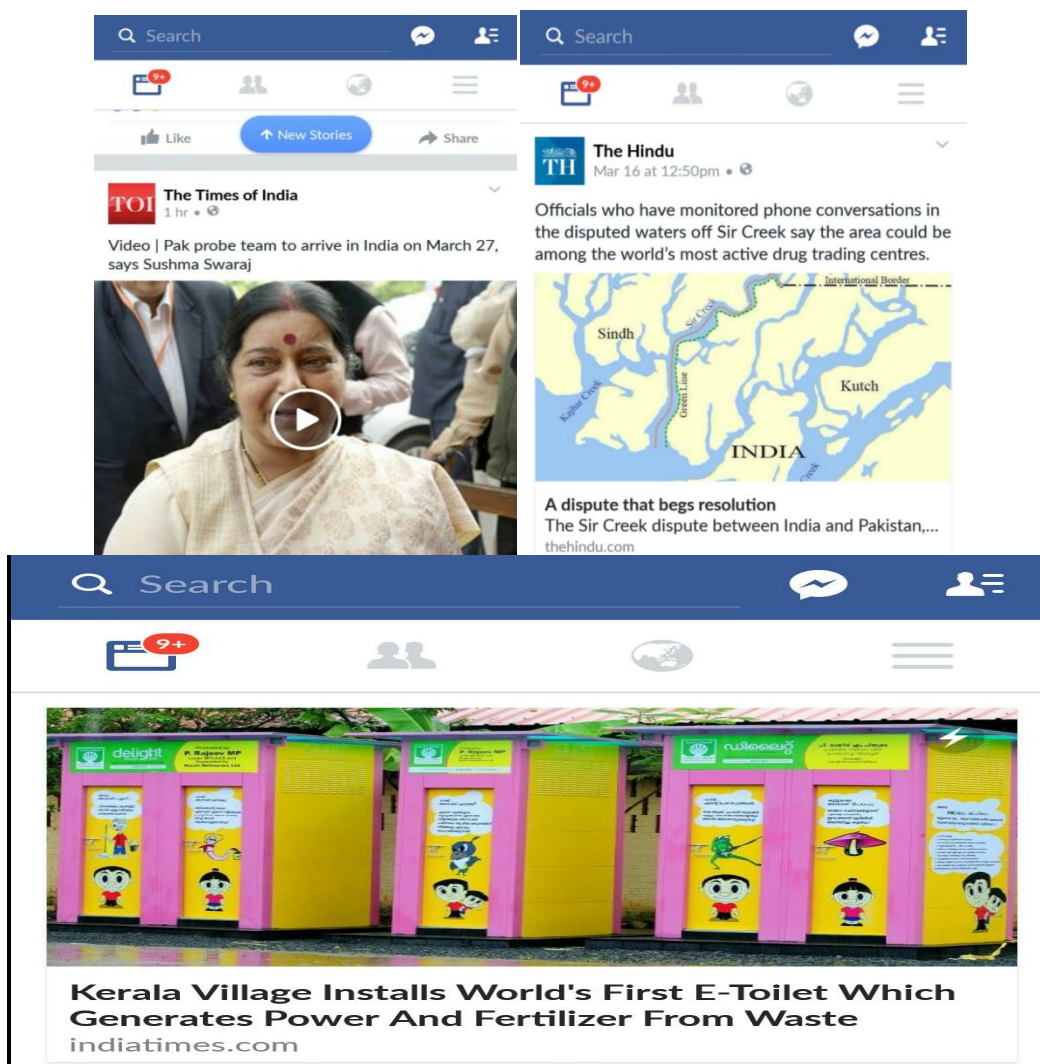 Search
9+
Like
New Stories
Share
TOI
The Times of India
1 hr
Video | Pak probe team to arrive in India on March 27,
says Sushma Swaraj
Search
9+
TH
The Hindu
Mar 16 at 12:50pm
Officials who have monitored phone conversations in
the disputed waters off Sir Creek say the area could be
among the world's most active drug trading centres.
International Border
Sir Creek
Sindh
Kajhar Creek
Green Line
Kutch
INDIA
Creek
A dispute that begs resolution
The Sir Creek dispute between India and Pakistan,...
thehindu.com
Search
9+
delight
Promoted by
P. Rajeev MP
P. Rajeev MP
ഡിലൈറ്റ്
Kerala Village Installs World's First E-Toilet Which
Generates Power And Fertilizer From Waste
indiatimes.com